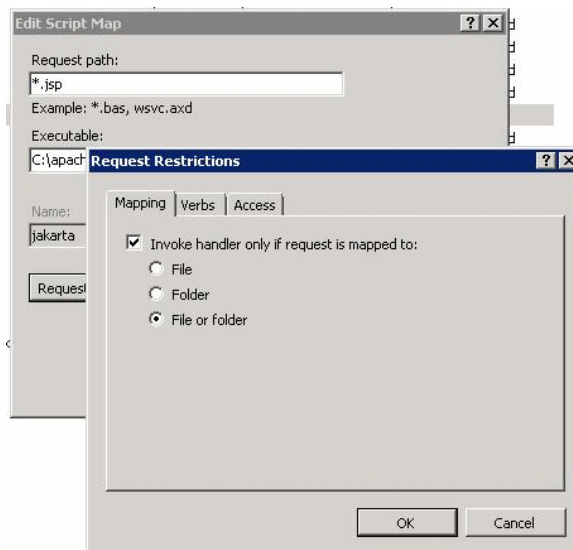 Edit Script Map
Request path:
*.jsp
Example: *.bas, wsvc.axd
Executable:
C:\apach
Request Restrictions
Mapping Verbs Access
Name:
jakarta
Invoke handler only if request is mapped to:
File
Request
Folder
File or folder
OK Cancel